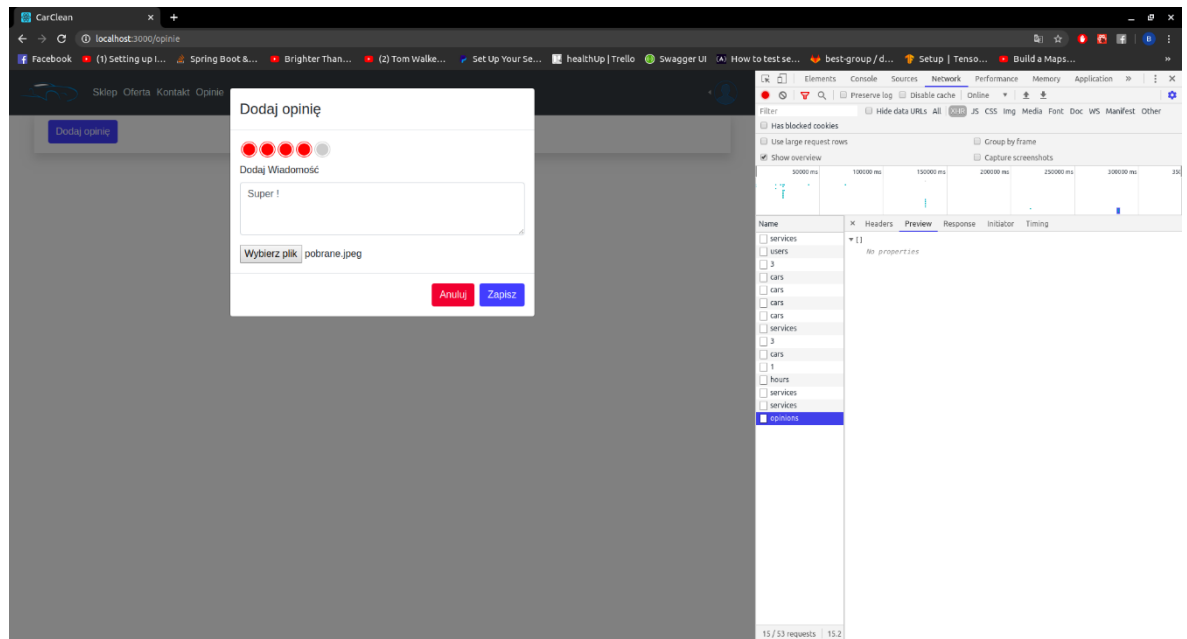 CarClean × +
localhost:3000/opinie
Facebook (1) Setting up I... Spring Boot &... Brighter Than... (2) Tom Walke... Set Up Your Se... healthUp | Trello Swagger UI How to test se... best-group / d... Setup | Tenso... Build a Maps... »
Sklep Oferta Kontakt Opinie
Dodaj opinię
Dodaj opinię
Dodaj Wiadomość
Super !
Wybierz plik pobrane.jpeg
Anuluj Zapisz
Elements Console Sources Network Performance Memory Application »
Preserve log Disable cache Online
Filter Hide data URLs All XHR JS CSS Img Media Font Doc WS Manifest Other
Has blocked cookies
Use large request rows Group by frame
Show overview Capture screenshots
50000 ms 100000 ms 150000 ms 200000 ms 250000 ms 300000 ms
Name × Headers Preview Response Initiator Timing
services
users
3
cars
cars
cars
cars
services
3
cars
1
hours
services
services
opinions
[]
No properties
15 / 53 requests 15.2